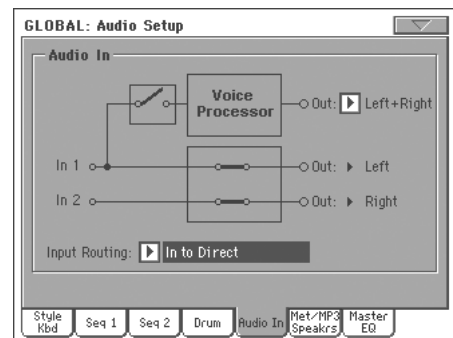 GLOBAL: Audio Setup
Audio In
Voice
Processor
Out: Left+Right
In 1
Out: Left
In 2
Out: Right
Input Routing: In to Direct
Style
Kbd
Seq 1
Seq 2
Drum
Audio In
Met/MP3
Speakrs
Master
EQ